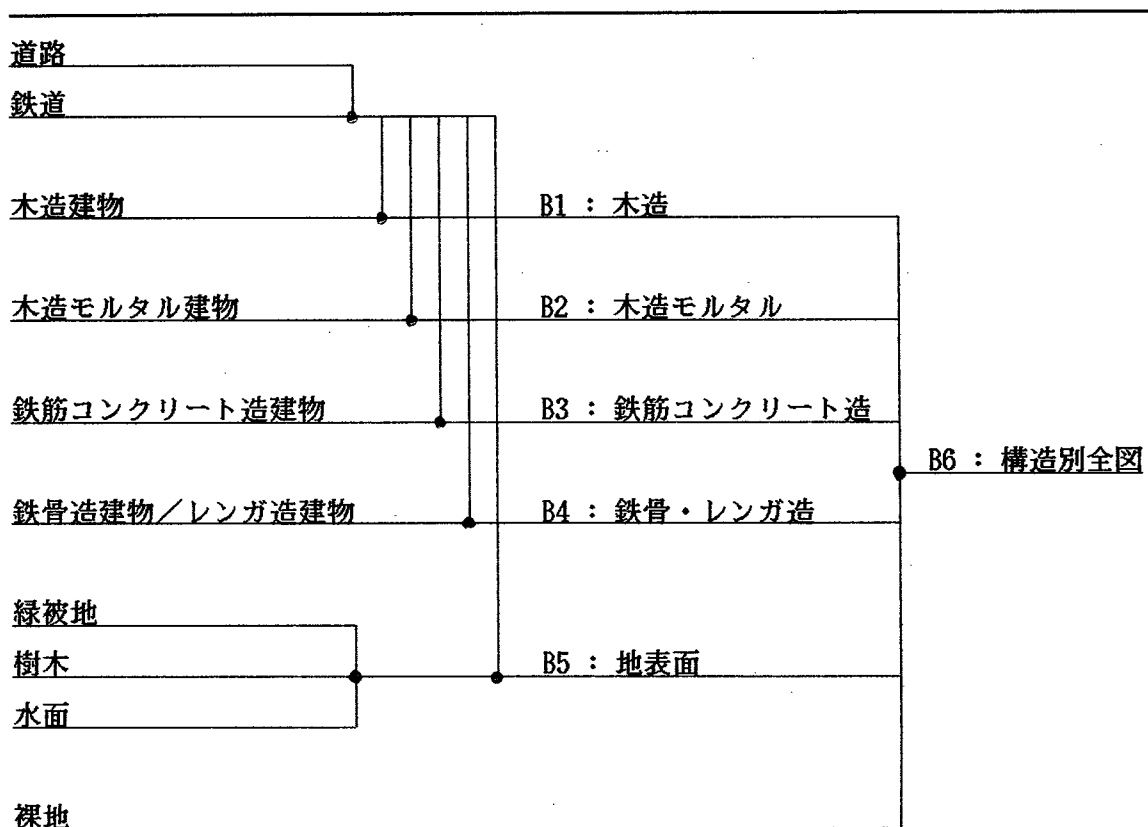 道路
鉄道
木造建物 B1 : 木造
木造モルタル建物 B2 : 木造モルタル
鉄筋コンクリート造建物 B3 : 鉄筋コンクリート造
B6 : 構造別全図
鉄骨造建物／レンガ造建物 B4 : 鉄骨・レンガ造
緑被地
樹木 B5 : 地表面
水面
裸地